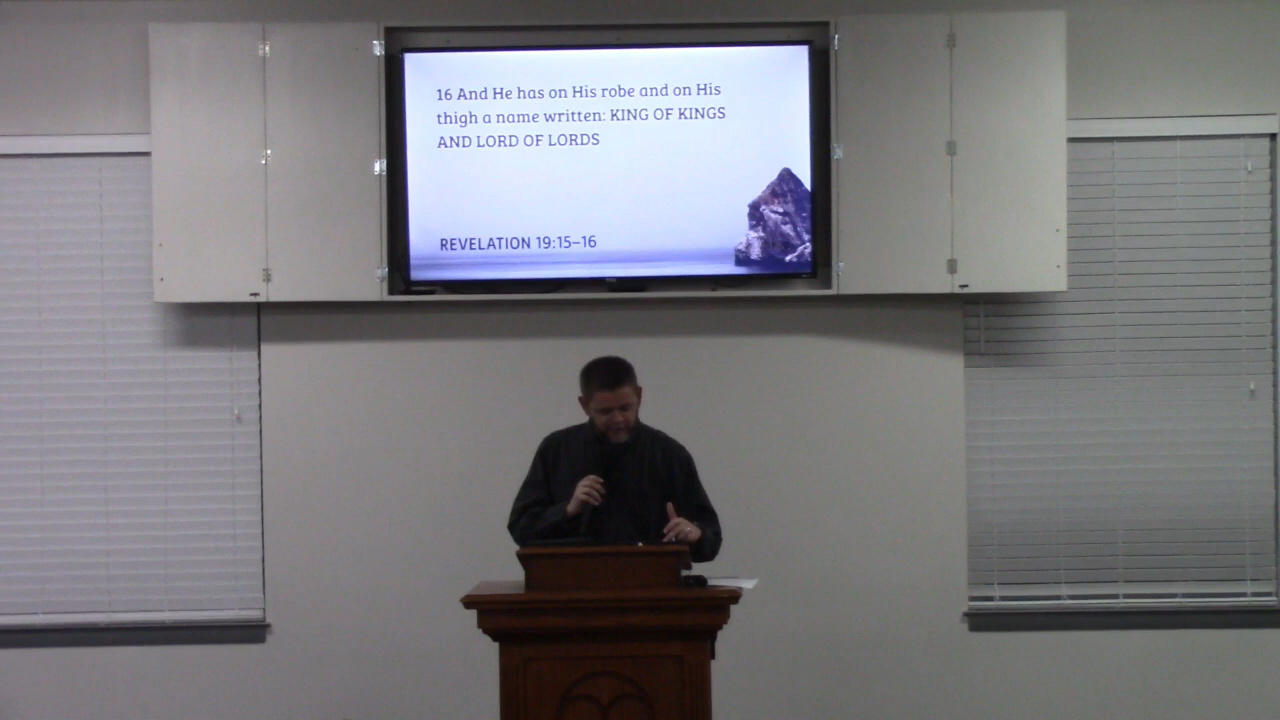 16 And He has on His robe and on His
thigh a name written: KING OF KINGS
AND LORD OF LORDS
REVELATION 19:15–16